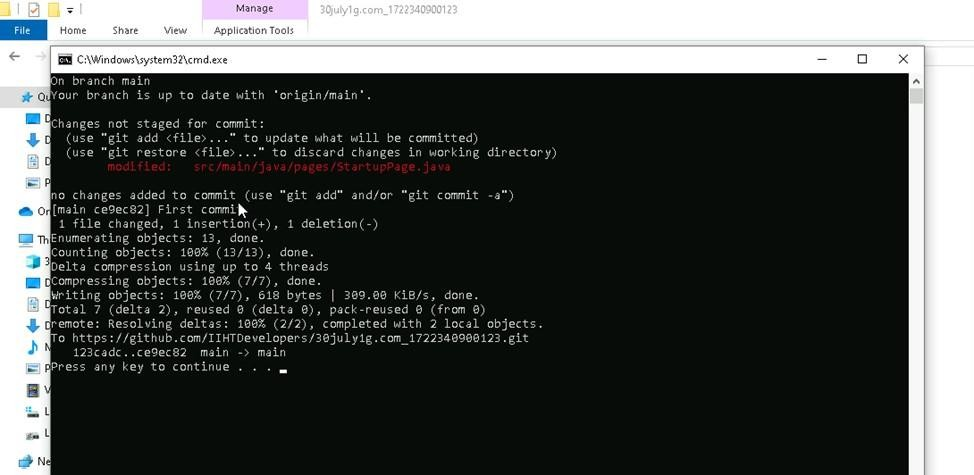 Manage
30july1g.com_1722340900123
File Home Share View Application Tools
C:\Windows\system32\cmd.exe
On branch main
Your branch is up to date with 'origin/main'.
Changes not staged for commit:
(use "git add <file>..." to update what will be committed)
(use "git restore <file>..." to discard changes in working directory)
modified: src/main/java/pages/StartupPage.java
no changes added to commit (use "git add" and/or "git commit -a")
[main ce9ec82] First commit
1 file changed, 1 insertion(+), 1 deletion(-)
Enumerating objects: 13, done.
Counting objects: 100% (13/13), done.
Delta compression using up to 4 threads
Compressing objects: 100% (7/7), done.
Writing objects: 100% (7/7), 618 bytes | 309.00 KiB/s, done.
Total 7 (delta 2), reused 0 (delta 0), pack-reused 0 (from 0)
remote: Resolving deltas: 100% (2/2), completed with 2 local objects.
To https://github.com/IIHTDevelopers/30july1g.com_1722340900123.git
123cadc..ce9ec82 main -> main
Press any key to continue . . .
Qu
D
D
D
P
On
Th
3
D
D
D
M
P
V
L
L
Ne